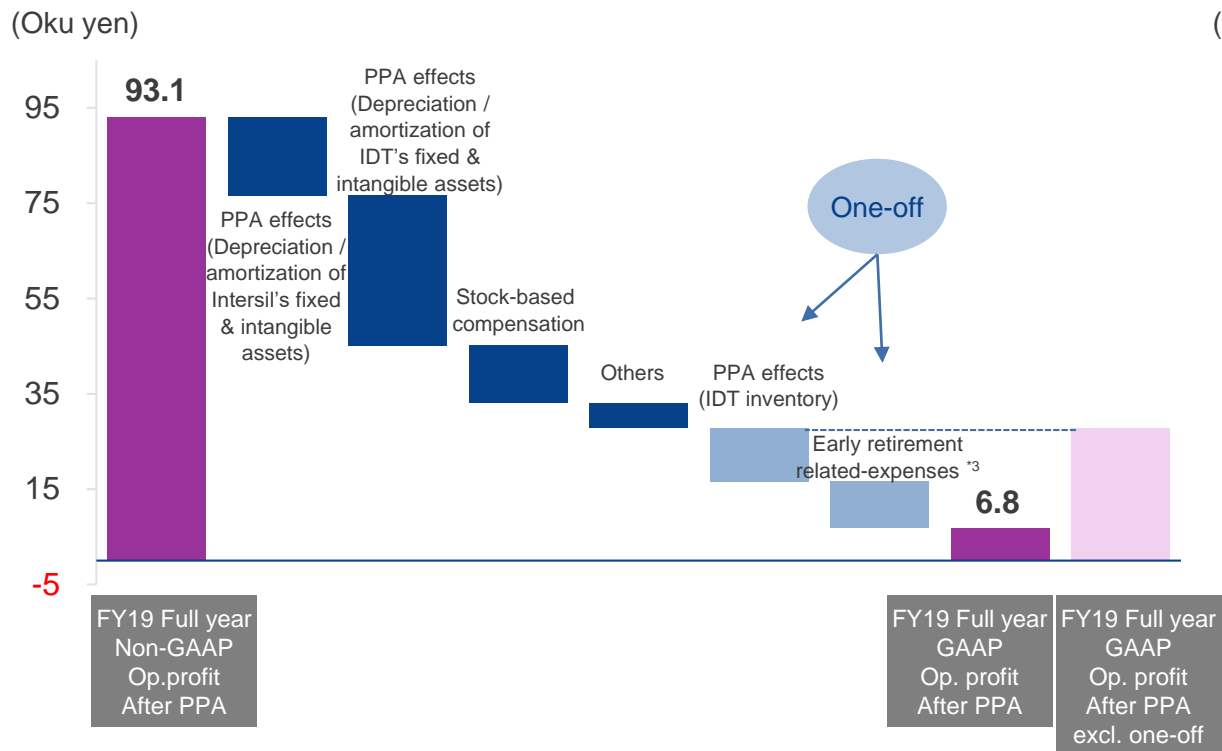 (Oku yen)
(
95
75
55
35
15
-5
93.1
PPA effects
(Depreciation /
amortization of
Intersil's fixed
& intangible
assets)
PPA effects
(Depreciation /
amortization of
IDT's fixed &
intangible assets)
Stock-based
compensation
Others
One-off
PPA effects
(IDT inventory)
Early retirement
related-expenses *3
6.8
FY19 Full year
Non-GAAP
Op.profit
After PPA
FY19 Full year
GAAP
Op. profit
After PPA
FY19 Full year
GAAP
Op. profit
After PPA
excl. one-off